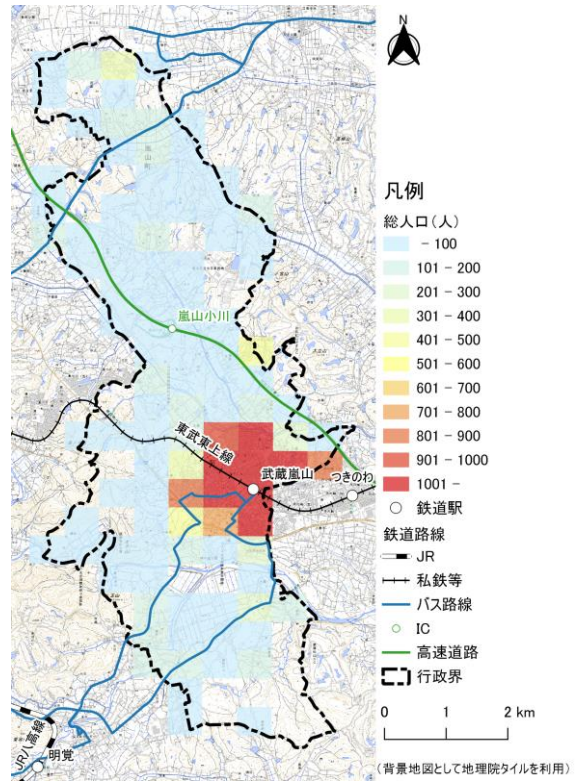 N
嵐山町
嵐山小川
東武東上線
武蔵嵐山
つきのわ
JR八高線
明覚
凡例
総人口(人)
- 100
101 - 200
201 - 300
301 - 400
401 - 500
501 - 600
601 - 700
701 - 800
801 - 900
901 - 1000
1001 -
鉄道駅
鉄道路線
JR
私鉄等
バス路線
IC
高速道路
行政界
0 1 2 km
(背景地図として地理院タイルを利用)